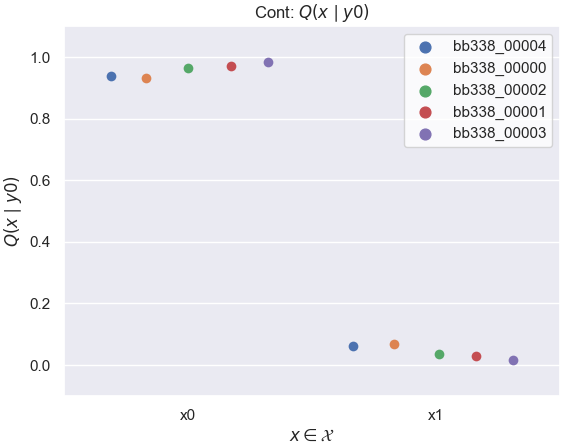 Cont: Q(x | y0)
bb338_00004
bb338_00000
bb338_00002
bb338_00001
bb338_00003
1.0
0.8
0.6
0.4
0.2
0.0
Q(x | y0)
x0 x1
x ∈ 𝒳